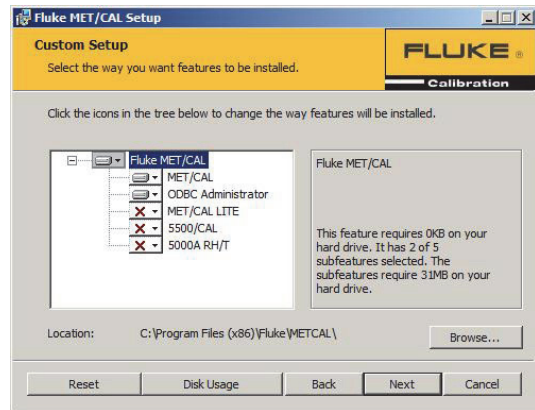 Fluke MET/CAL Setup
Custom Setup
Select the way you want features to be installed.
FLUKE ®
Calibration
Click the icons in the tree below to change the way features will be installed.
Fluke MET/CAL
MET/CAL
ODBC Administrator
MET/CAL LITE
5500/CAL
5000A RH/T
Fluke MET/CAL
This feature requires 0KB on your
hard drive. It has 2 of 5
subfeatures selected. The
subfeatures require 31MB on your
hard drive.
Location: C:\Program Files (x86)\Fluke\METCAL\
Browse...
Reset Disk Usage Back Next Cancel